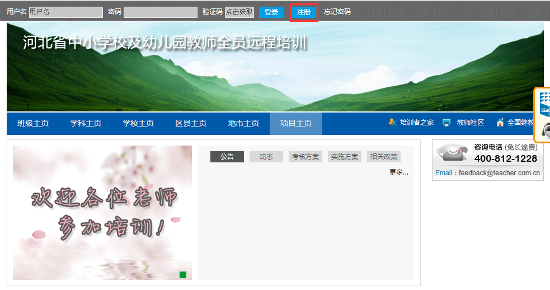 用户名 用户名 密码 验证码 点击获取 登录 注册 忘记密码
河北省中小学校及幼儿园教师全员远程培训
班级主页 学科主页 学校主页 区县主页 地市主页 项目主页 培训者之家 教师社区 全国教
欢迎各位老师
参加培训!
公告 动态 考核方案 实施方案 相关政策
更多...
咨询电话 (免长途费)
400-812-1228
Email：feedback@teacher.com.cn